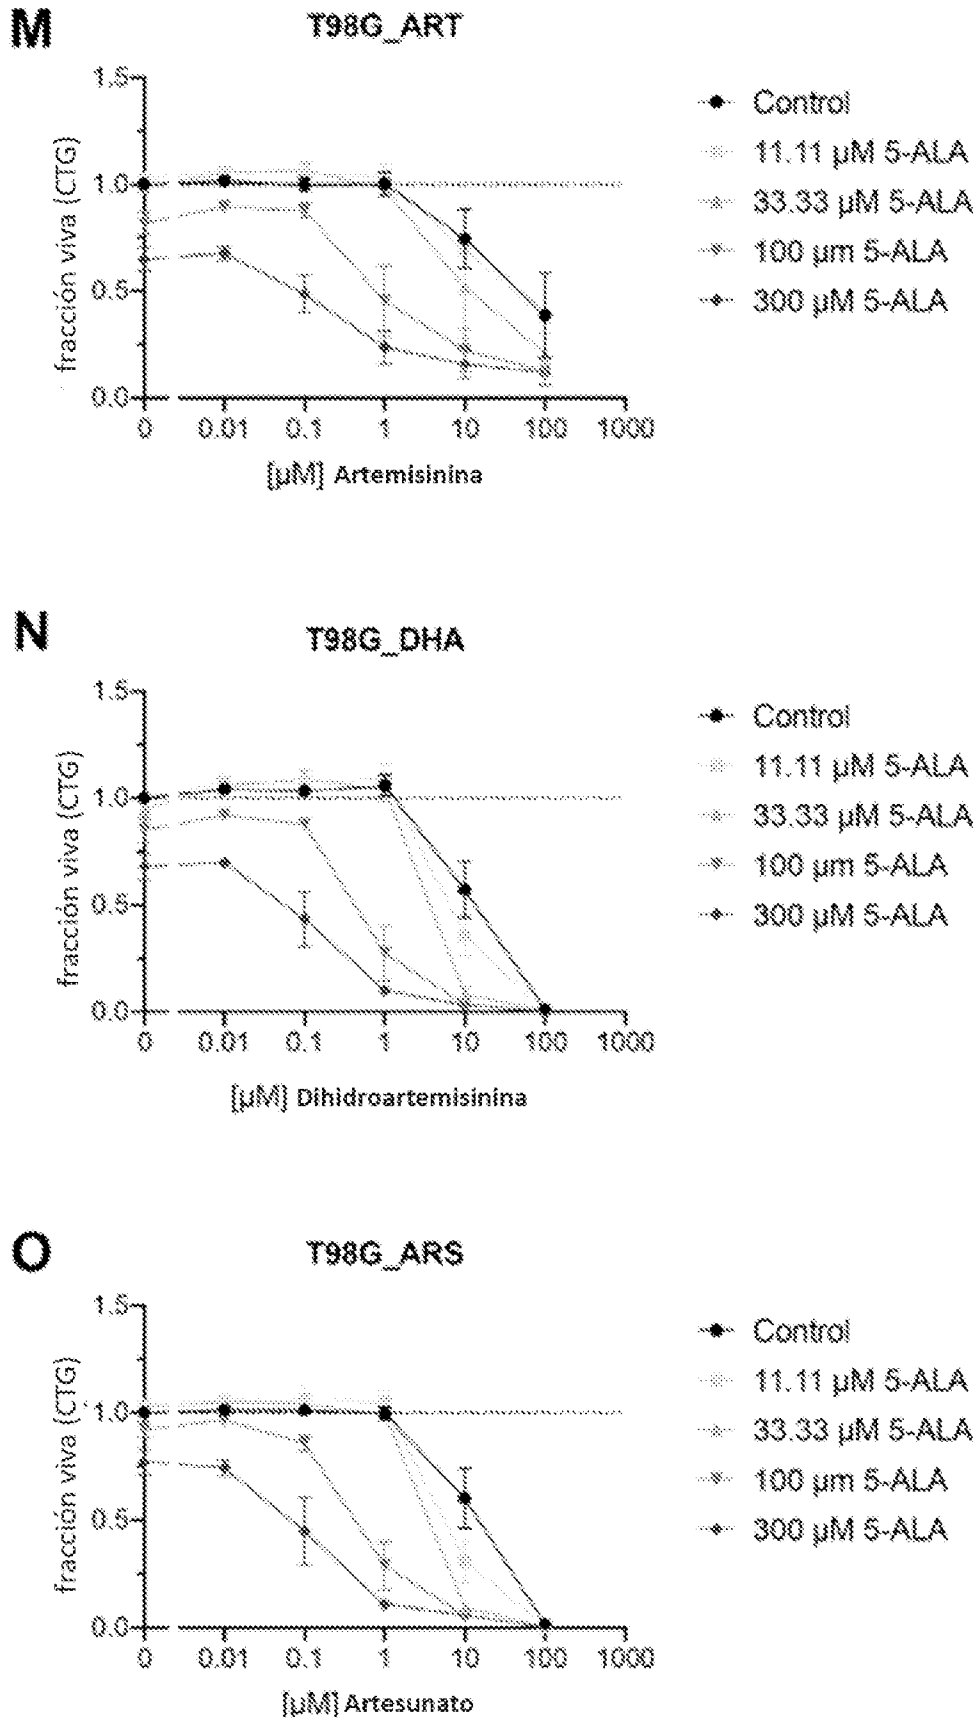 M
T98G_ART
1.5
1.0
0.5
0.0
fracción viva (CTG)
0 0.01 0.1 1 10 100 1000
[µM] Artemisinina
Control
11.11 µM 5-ALA
33.33 µM 5-ALA
100 µm 5-ALA
300 µM 5-ALA
N
T98G_DHA
1.5
1.0
0.5
0.0
fracción viva (CTG)
0 0.01 0.1 1 10 100 1000
[µM] Dihidroartemisinina
Control
11.11 µM 5-ALA
33.33 µM 5-ALA
100 µm 5-ALA
300 µM 5-ALA
O
T98G_ARS
1.5
1.0
0.5
0.0
fracción viva (CTG)
0 0.01 0.1 1 10 100 1000
[µM] Artesunato
Control
11.11 µM 5-ALA
33.33 µM 5-ALA
100 µm 5-ALA
300 µM 5-ALA